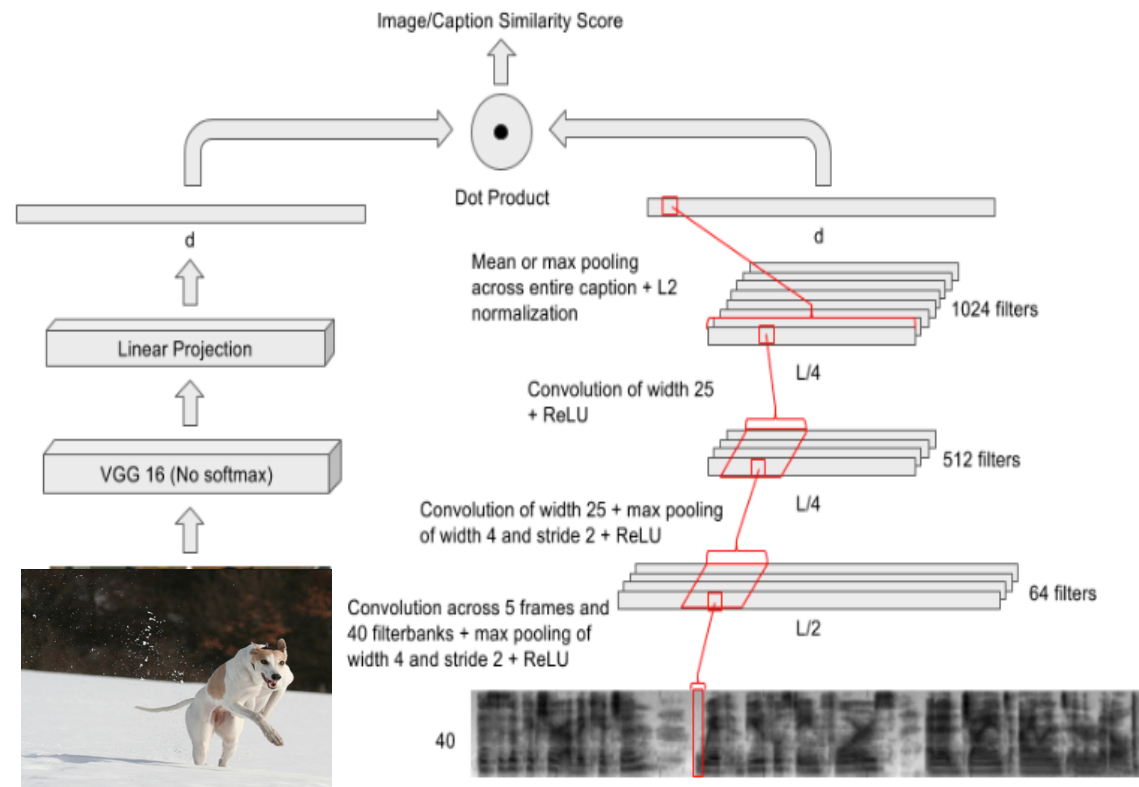 Image/Caption Similarity Score
Dot Product
d
Linear Projection
VGG 16 (No softmax)
d
Mean or max pooling
across entire caption + L2
normalization
1024 filters
L/4
Convolution of width 25
+ ReLU
512 filters
L/4
Convolution of width 25 + max pooling
of width 4 and stride 2 + ReLU
64 filters
L/2
Convolution across 5 frames and
40 filterbanks + max pooling of
width 4 and stride 2 + ReLU
40